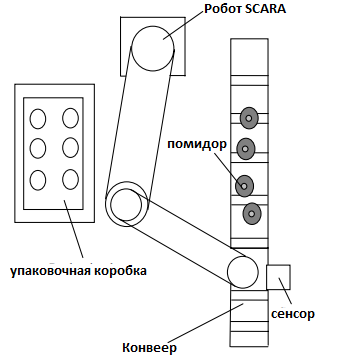 Робот SCARA
помидор
упаковочная коробка
сенсор
Конвеер